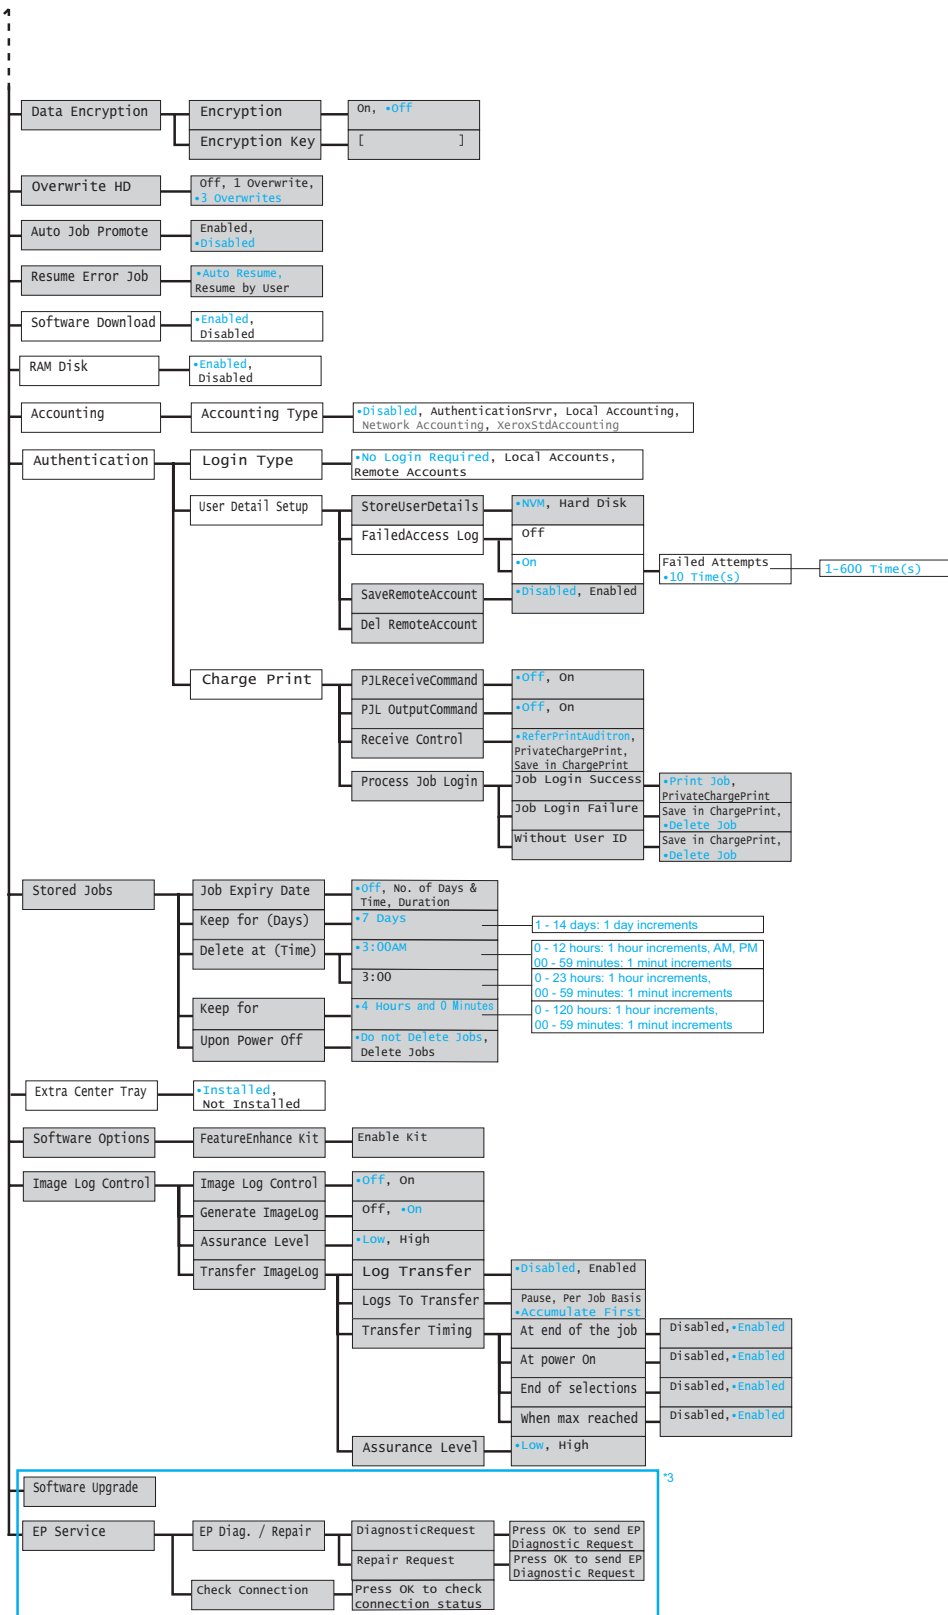 Data Encryption
Encryption
On, •Off
Encryption Key
[ ]
Overwrite HD
Off, 1 Overwrite,
•3 Overwrites
Auto Job Promote
Enabled,
•Disabled
Resume Error Job
•Auto Resume,
Resume by User
Software Download
•Enabled,
Disabled
RAM Disk
•Enabled,
Disabled
Accounting
Accounting Type
•Disabled, AuthenticationSrvr, Local Accounting,
Network Accounting, XeroxStdAccounting
Authentication
Login Type
•No Login Required, Local Accounts,
Remote Accounts
User Detail Setup
StoreUserDetails
•NVM, Hard Disk
FailedAccess Log
Off
•On
Failed Attempts
•10 Time(s)
1-600 Time(s)
SaveRemoteAccount
•Disabled, Enabled
Del RemoteAccount
Charge Print
PJLReceiveCommand
•Off, On
PJL OutputCommand
•Off, On
Receive Control
•ReferPrintAuditron,
PrivateChargePrint,
Save in ChargePrint
Process Job Login
Job Login Success
•Print Job,
PrivateChargePrint
Job Login Failure
Save in ChargePrint,
•Delete Job
Without User ID
Save in ChargePrint,
•Delete Job
Stored Jobs
Job Expiry Date
•Off, No. of Days &
Time, Duration
Keep for (Days)
•7 Days
1 - 14 days: 1 day increments
Delete at (Time)
•3:00AM
0 - 12 hours: 1 hour increments, AM, PM
00 - 59 minutes: 1 minut increments
3:00
0 - 23 hours: 1 hour increments,
00 - 59 minutes: 1 minut increments
Keep for
•4 Hours and 0 Minutes
0 - 120 hours: 1 hour increments,
00 - 59 minutes: 1 minut increments
Upon Power Off
•Do not Delete Jobs,
Delete Jobs
Extra Center Tray
•Installed,
Not Installed
Software Options
FeatureEnhance Kit
Enable Kit
Image Log Control
Image Log Control
•Off, On
Generate ImageLog
Off, •On
Assurance Level
•Low, High
Transfer ImageLog
Log Transfer
•Disabled, Enabled
Logs To Transfer
Pause, Per Job Basis
•Accumulate First
Transfer Timing
At end of the job
Disabled,•Enabled
At power On
Disabled,•Enabled
End of selections
Disabled,•Enabled
When max reached
Disabled,•Enabled
Assurance Level
•Low, High
*3
Software Upgrade
EP Service
EP Diag. / Repair
DiagnosticRequest
Press OK to send EP
Diagnostic Request
Repair Request
Press OK to send EP
Diagnostic Request
Check Connection
Press OK to check
connection status